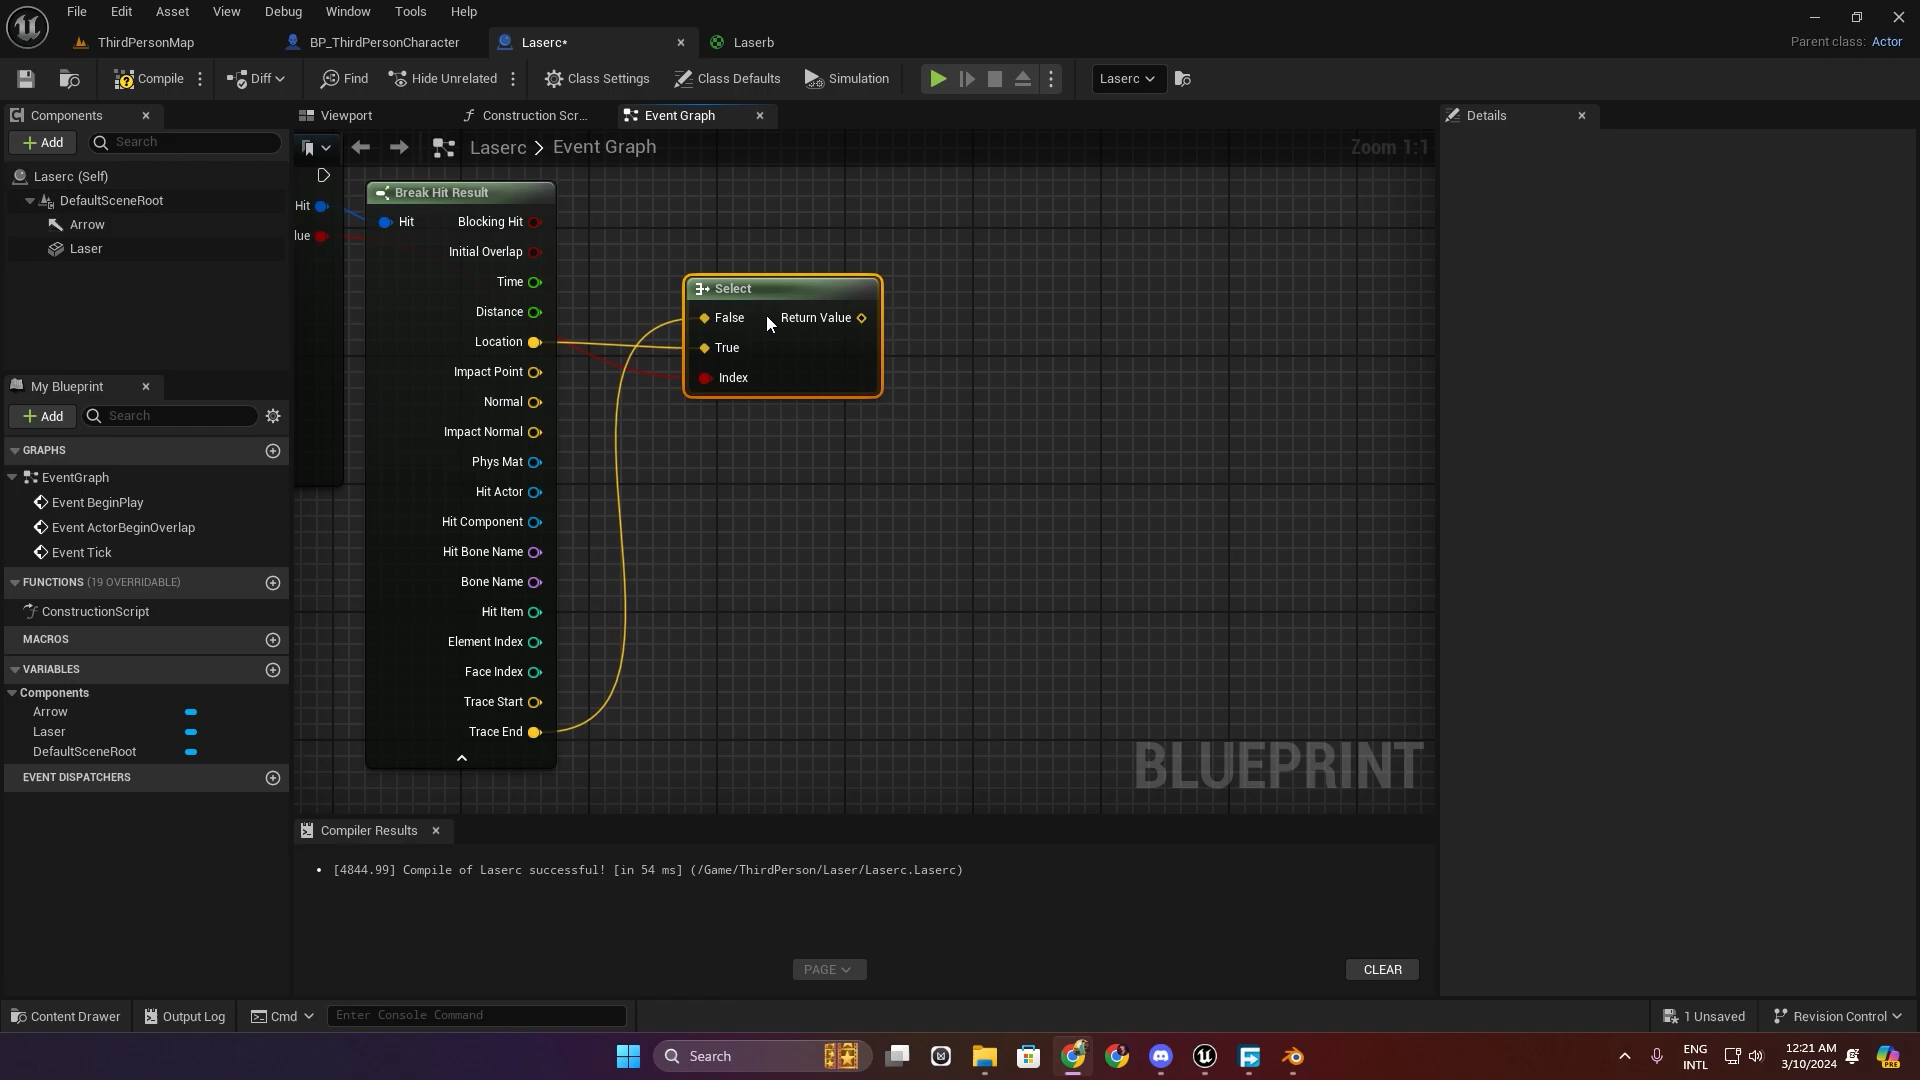 File Edit Asset View Debug Window Tools Help
ThirdPersonMap BP_ThirdPersonCharacter Laserc* Laserb Parent class: Actor
Compile Diff Find Hide Unrelated Class Settings Class Defaults Simulation Laserc
Components Viewport Construction Scr... Event Graph Details
Add Search
Laserc > Event Graph Zoom 1:1
Laserc (Self)
DefaultSceneRoot
Arrow
Laser
Hit
lue
Break Hit Result
Hit Blocking Hit
Initial Overlap
Time
Distance
Location
Impact Point
Normal
Impact Normal
Phys Mat
Hit Actor
Hit Component
Hit Bone Name
Bone Name
Hit Item
Element Index
Face Index
Trace Start
Trace End
Select
False Return Value
True
Index
BLUEPRINT
My Blueprint
Add Search
GRAPHS
EventGraph
Event BeginPlay
Event ActorBeginOverlap
Event Tick
FUNCTIONS (19 OVERRIDABLE)
ConstructionScript
MACROS
VARIABLES
Components
Arrow
Laser
DefaultSceneRoot
EVENT DISPATCHERS
Compiler Results
[4844.99] Compile of Laserc successful! [in 54 ms] (/Game/ThirdPerson/Laser/Laserc.Laserc)
PAGE CLEAR
Content Drawer Output Log Cmd Enter Console Command 1 Unsaved Revision Control
Search ENG 12:21 AM
INTL 3/10/2024
PRE